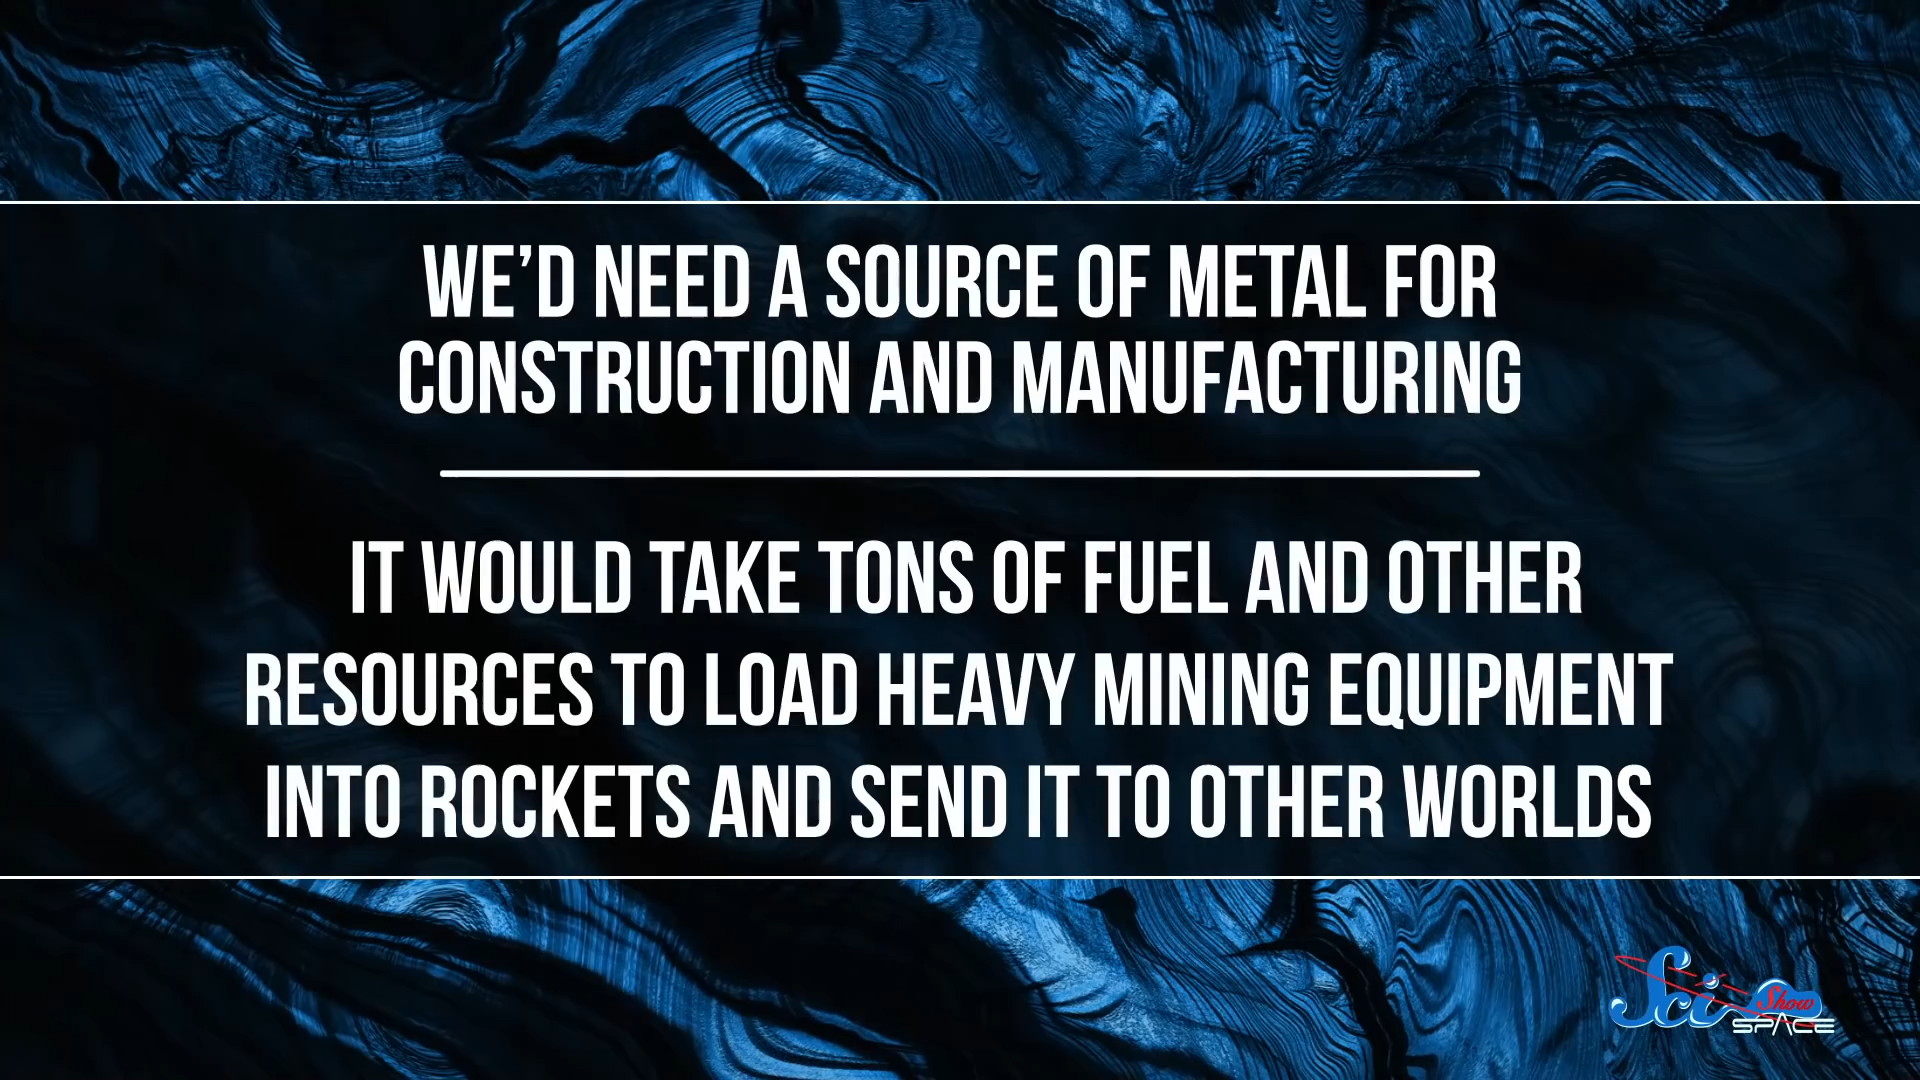 WE’D NEED A SOURCE OF METAL FOR
CONSTRUCTION AND MANUFACTURING
IT WOULD TAKE TONS OF FUEL AND OTHER
RESOURCES TO LOAD HEAVY MINING EQUIPMENT
INTO ROCKETS AND SEND IT TO OTHER WORLDS
Sci Show
SPACE